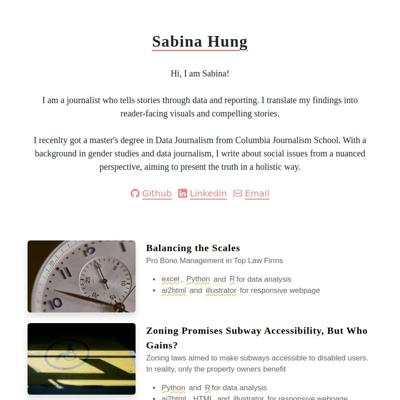 Sabina Hung
Hi, I am Sabina!
I am a journalist who tells stories through data and reporting. I translate my findings into
reader-facing visuals and compelling stories.
I recenlty got a master's degree in Data Journalism from Columbia Journalism School. With a
background in gender studies and data journalism, I write about social issues from a nuanced
perspective, aiming to present the truth in a holistic way.
Github Linkedin Email
Balancing the Scales
Pro Bono Management in Top Law Firms
• excel, Python and R for data analysis
• ai2html and illustrator for responsive webpage
Zoning Promises Subway Accessibility, But Who
Gains?
Zoning laws aimed to make subways accessible to disabled users.
In reality, only the property owners benefit
• Python and R for data analysis
• ai2html, HTML and illustrator for responsive webpage